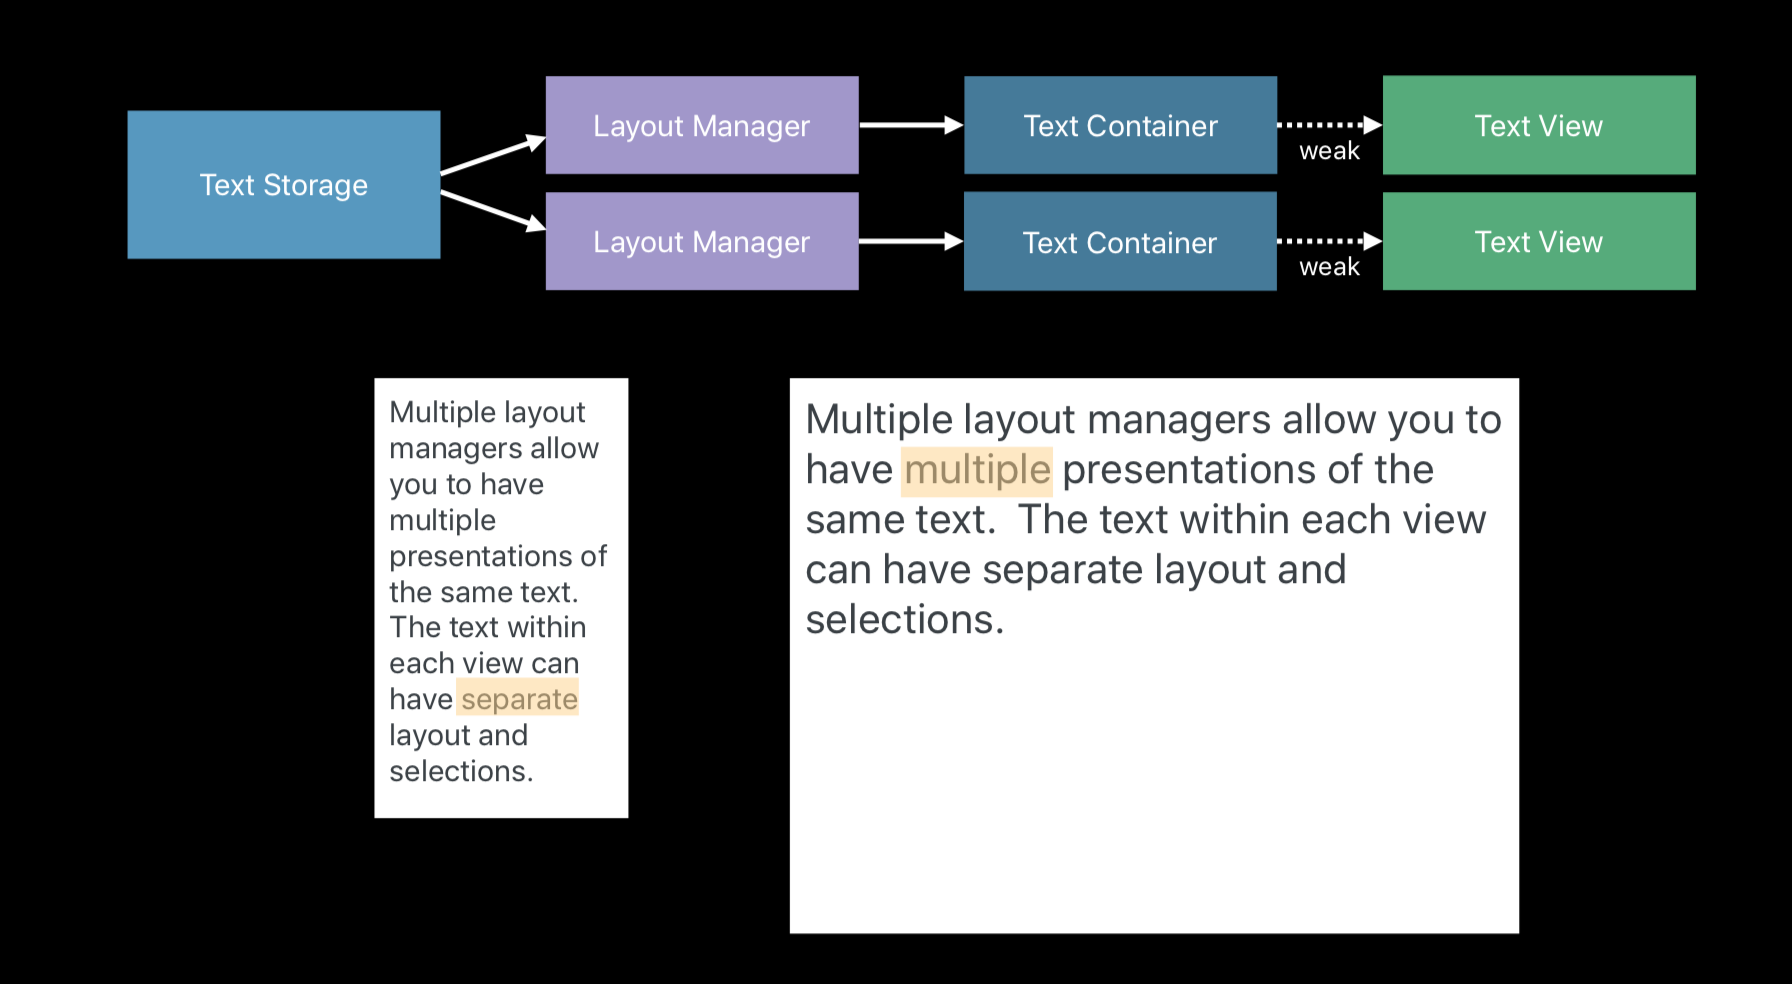 Text Storage
Layout Manager
Text Container
weak
Text View
Layout Manager
Text Container
weak
Text View
Multiple layout
managers allow
you to have
multiple
presentations of
the same text.
The text within
each view can
have separate
layout and
selections.
Multiple layout managers allow you to
have multiple presentations of the
same text.  The text within each view
can have separate layout and
selections.